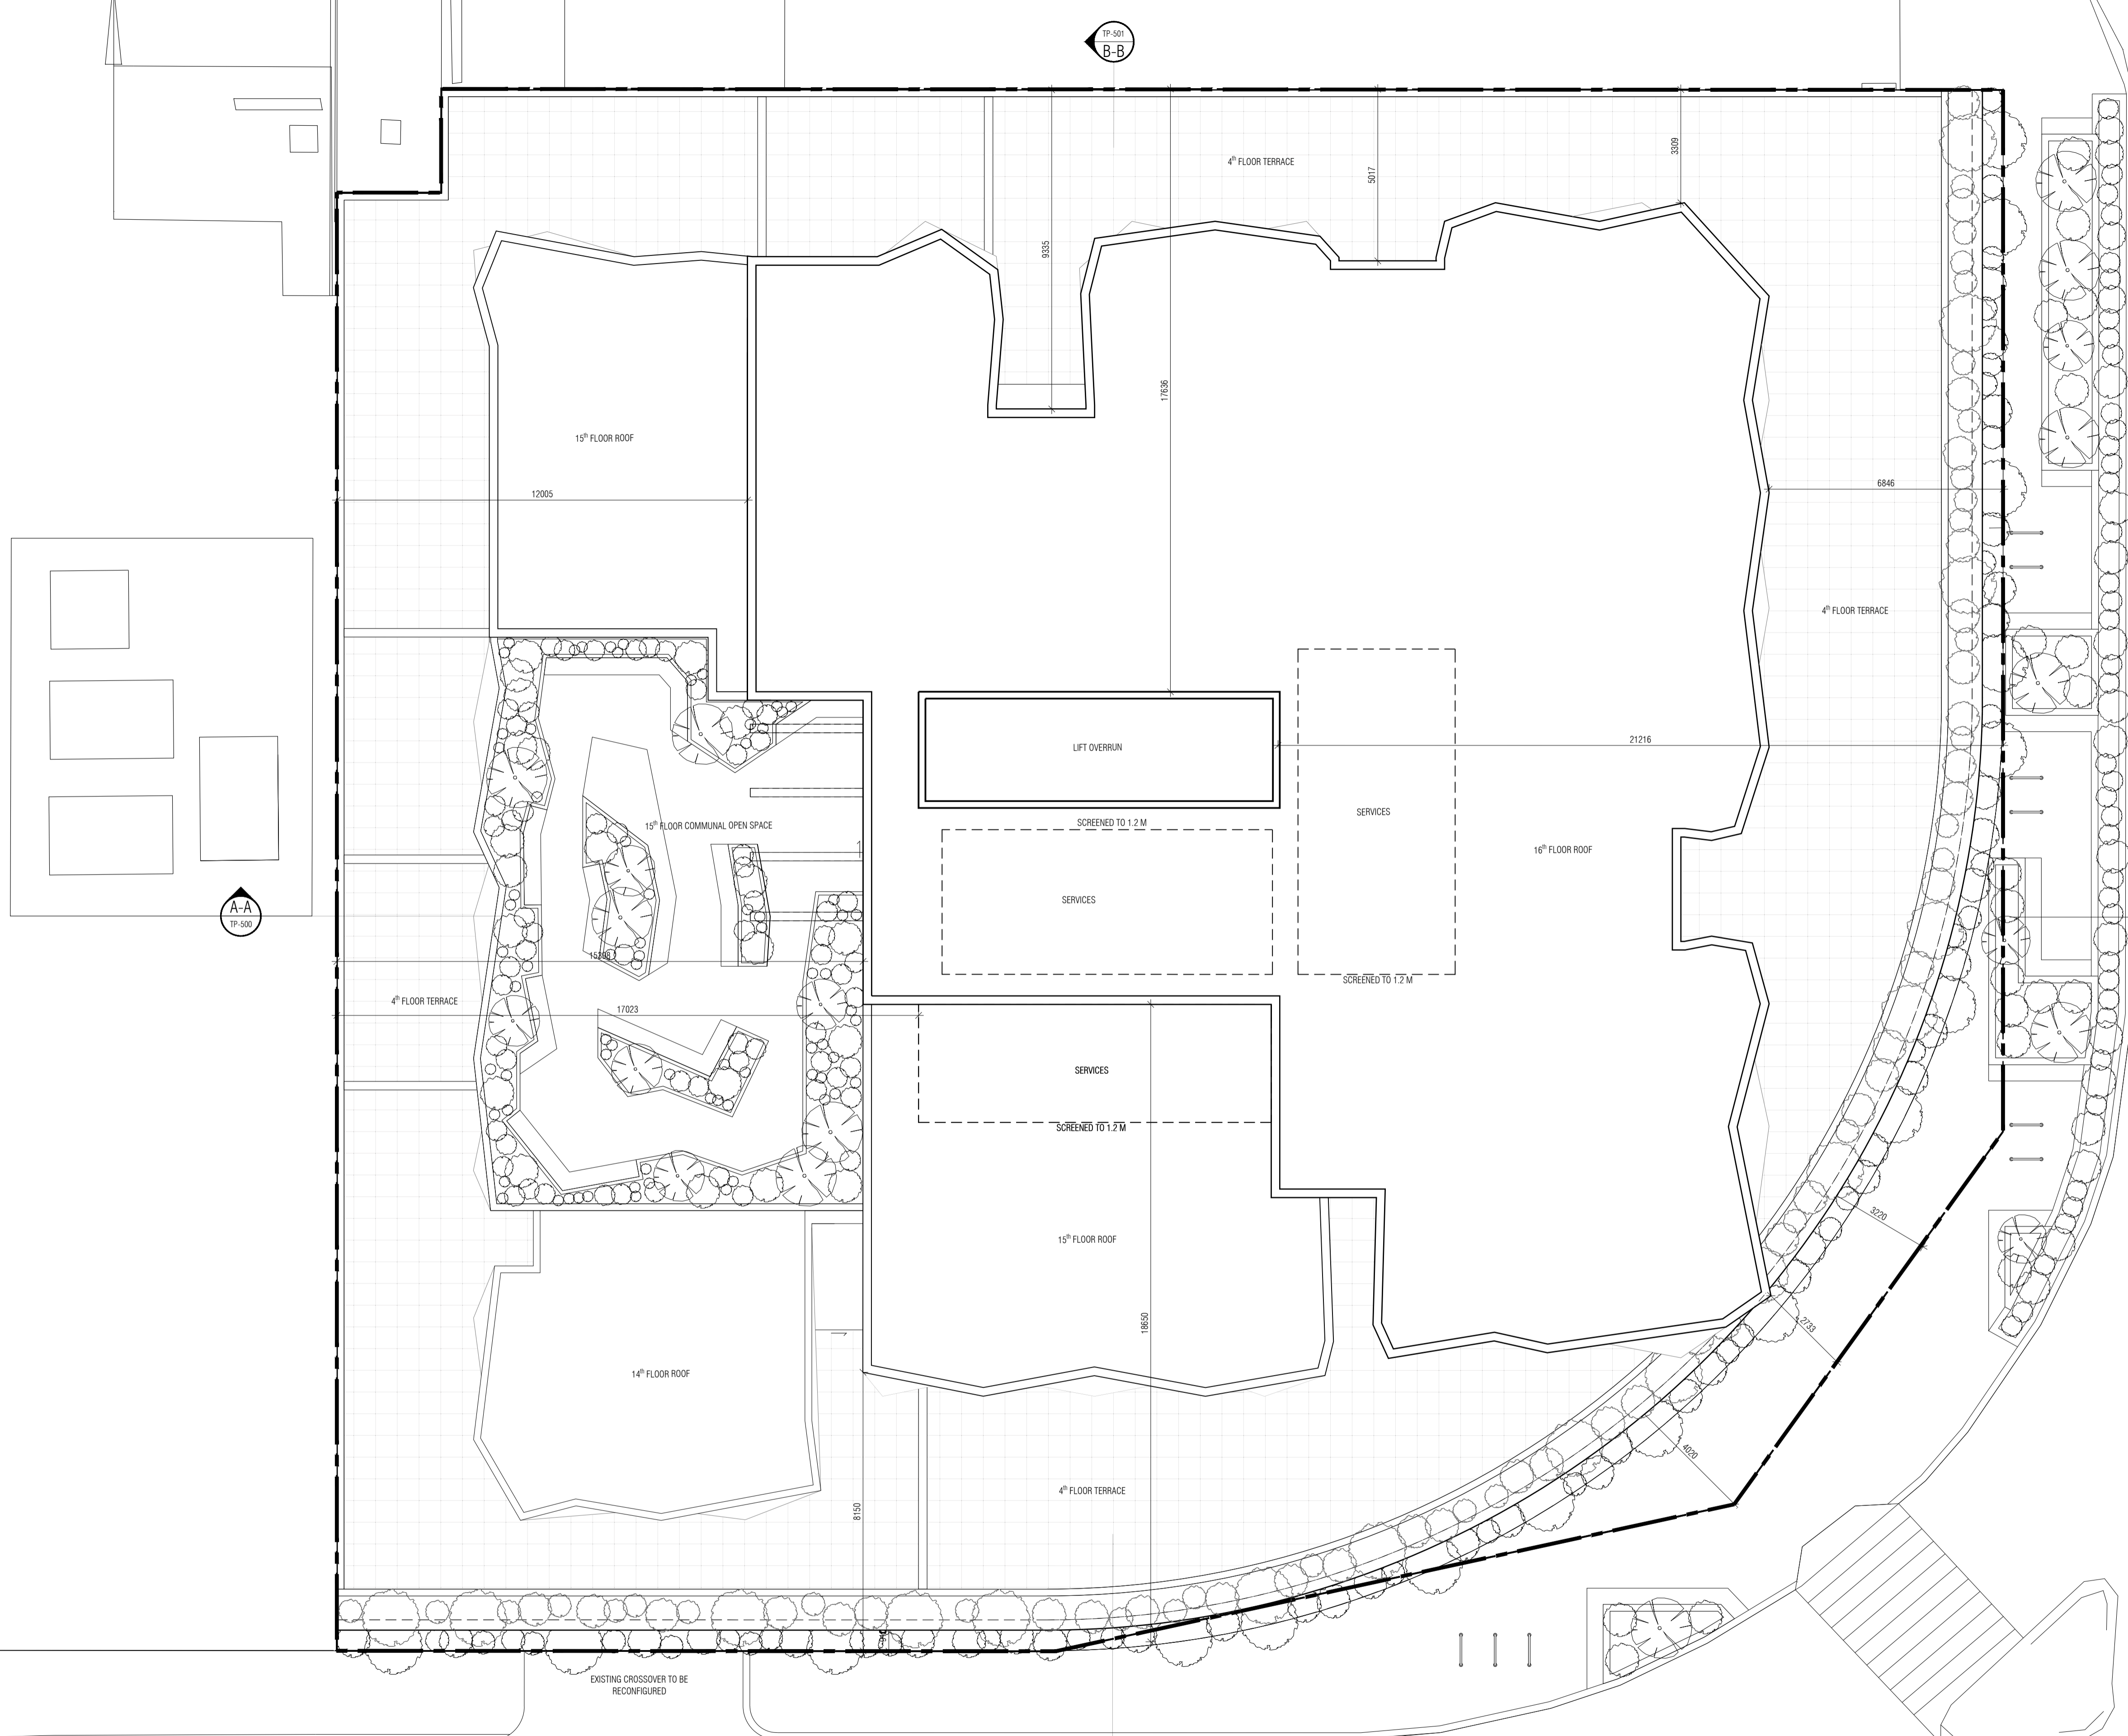 TP-501
B-B
3309
4th FLOOR TERRACE
5017
9335
17636
15th FLOOR ROOF
12005
6846
4th FLOOR TERRACE
21216
LIFT OVERRUN
SERVICES
SCREENED TO 1.2 M
15th FLOOR COMMUNAL OPEN SPACE
16th FLOOR ROOF
SERVICES
A-A
TP-500
SCREENED TO 1.2 M
4th FLOOR TERRACE
17023
SERVICES
SCREENED TO 1.2 M
3220
15th FLOOR ROOF
18650
2733
14th FLOOR ROOF
4020
4th FLOOR TERRACE
8150
EXISTING CROSSOVER TO BE
RECONFIGURED